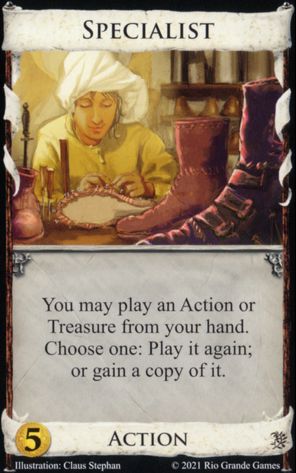 SPECIALIST
You may play an Action or
Treasure from your hand.
Choose one: Play it again;
or gain a copy of it.
5
ACTION
Illustration: Claus Stephan
© 2021 Rio Grande Games